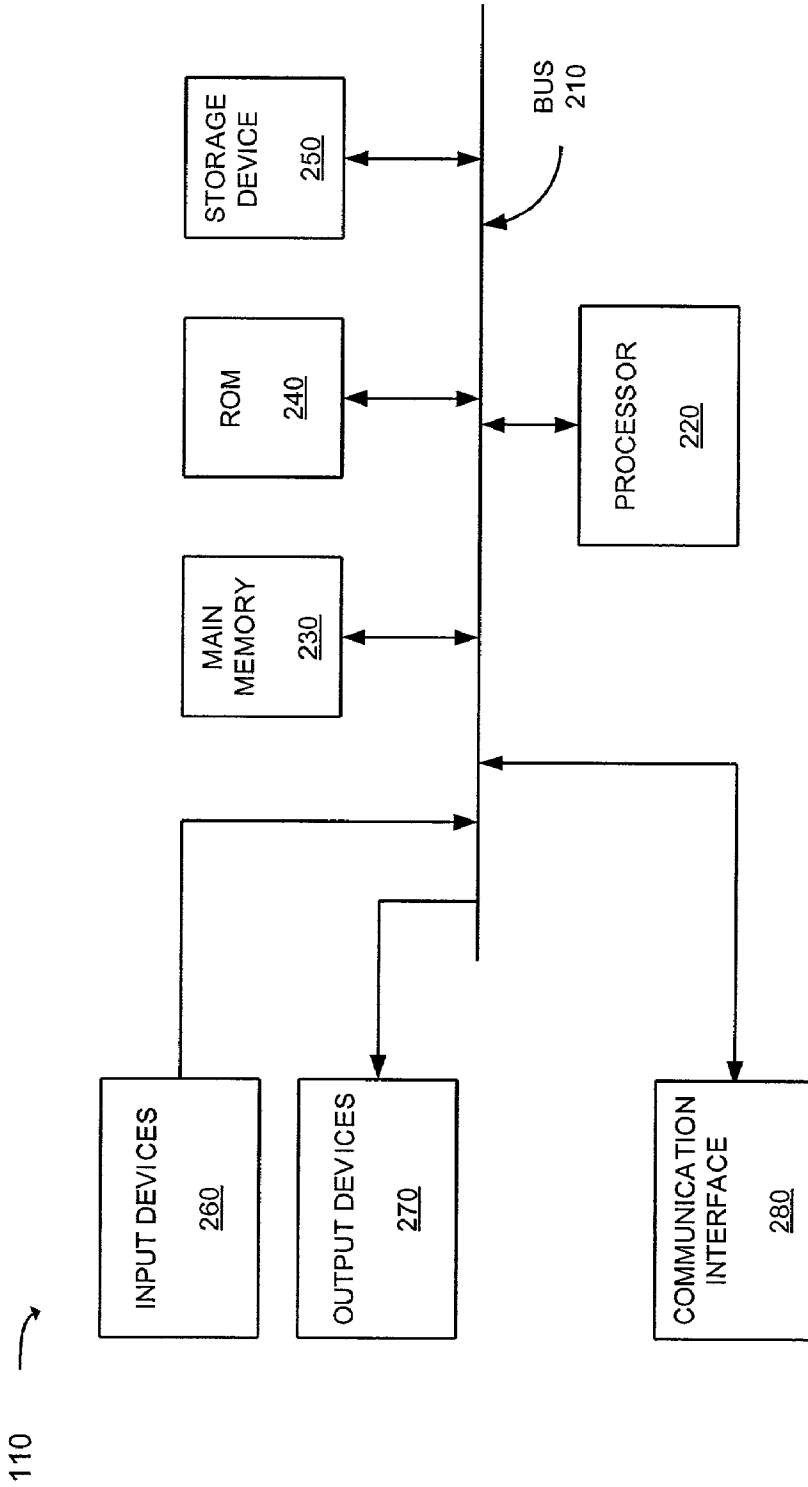 110
INPUT DEVICES
260
OUTPUT DEVICES
270
COMMUNICATION
INTERFACE
280
MAIN
MEMORY
230
ROM
240
STORAGE
DEVICE
250
PROCESSOR
220
BUS
210